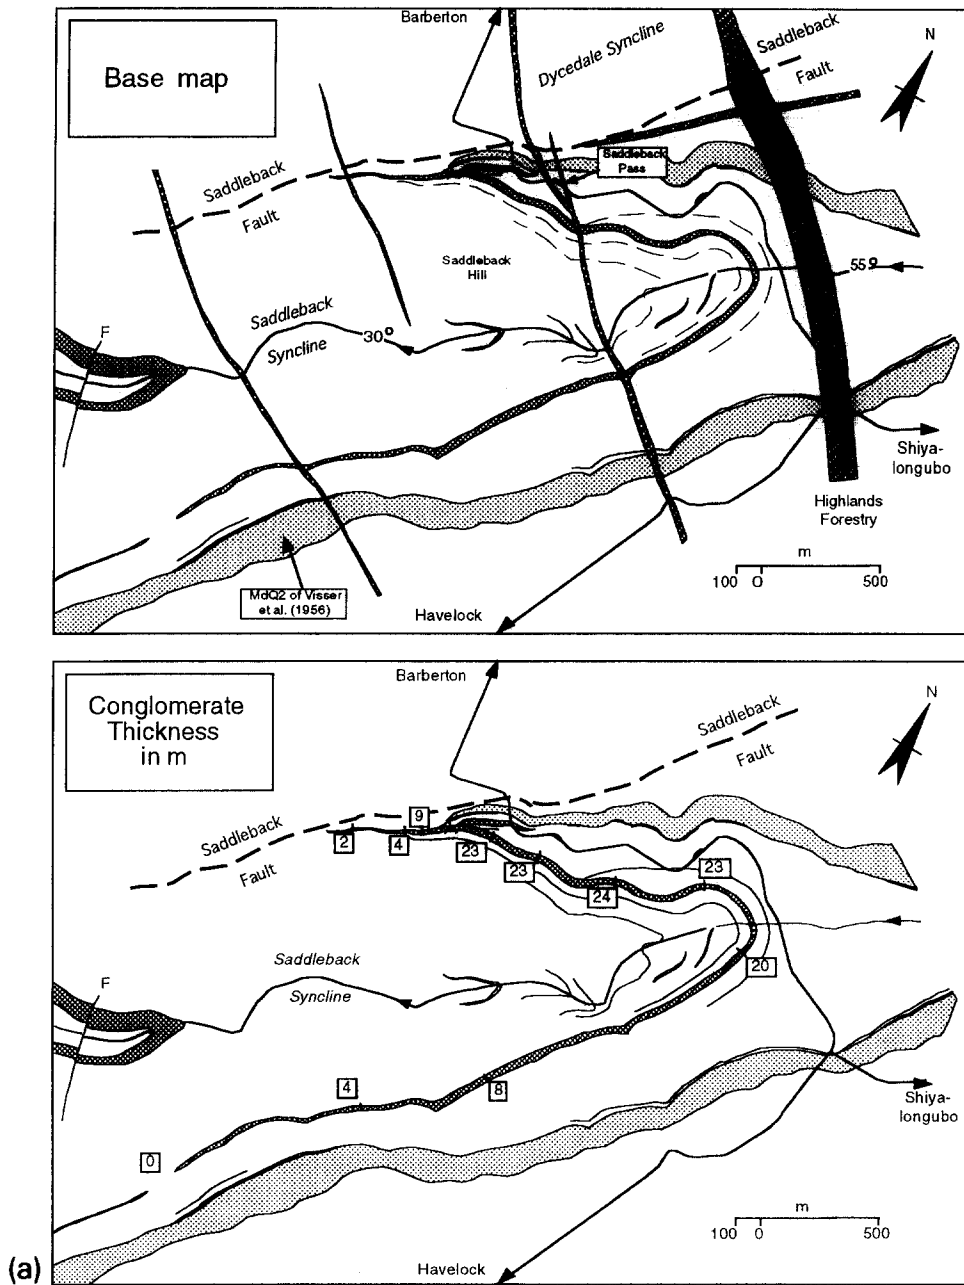 Barberton
Base map
Dycedale Syncline
Saddleback
Fault
N
Saddleback
Pass
Saddleback
Fault
Saddleback
Hill
55º
Saddleback
Syncline
30°
F
Shiya-
longubo
Highlands
Forestry
m
100 0 500
MdQ2 of Visser
et al. (1956)
Havelock
Barberton
Conglomerate
Thickness
in m
Saddleback
Fault
N
9
2
4
23
23
24
23
Saddleback
Fault
20
Saddleback
Syncline
F
4
8
0
Shiya-
longubo
m
100 0 500
Havelock
(a)